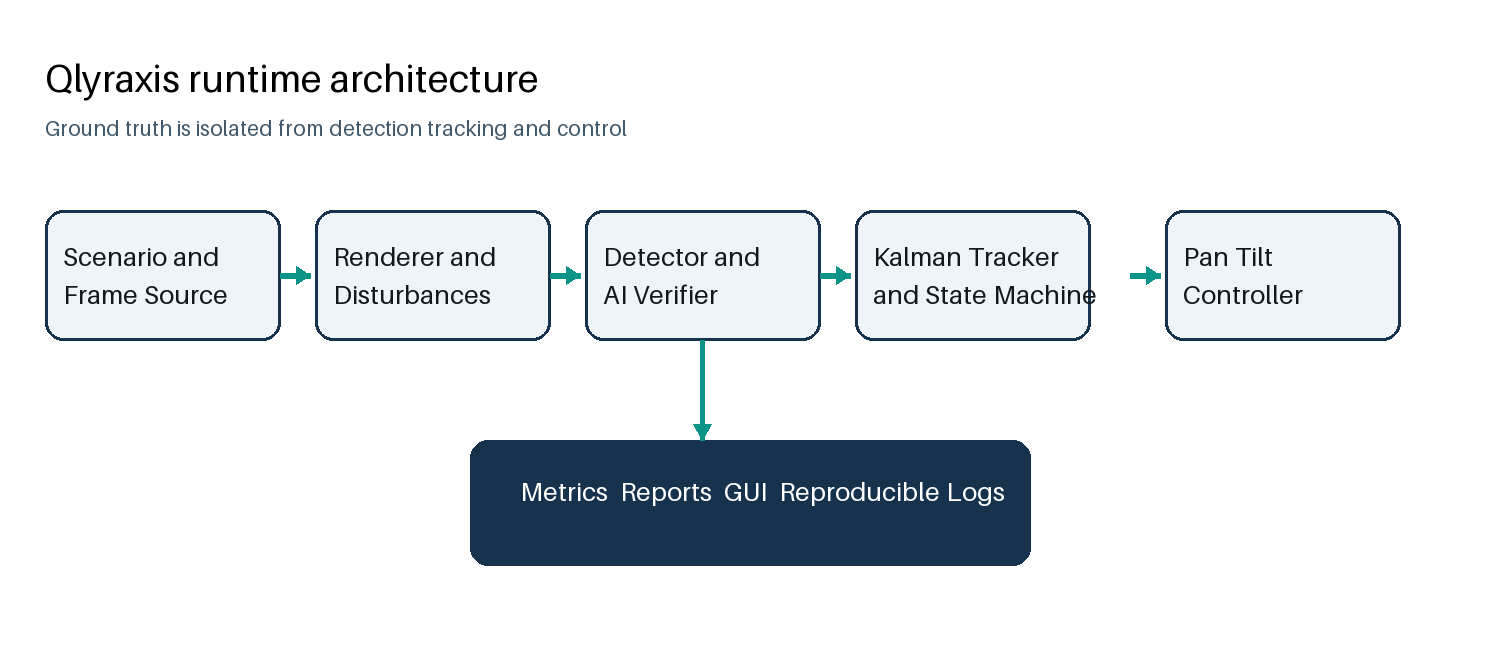 Qlyraxis runtime architecture
Ground truth is isolated from detection tracking and control
Scenario and
Frame Source
Renderer and
Disturbances
Detector and
AI Verifier
Kalman Tracker
and State Machine
Pan Tilt
Controller
Metrics  Reports  GUI  Reproducible Logs